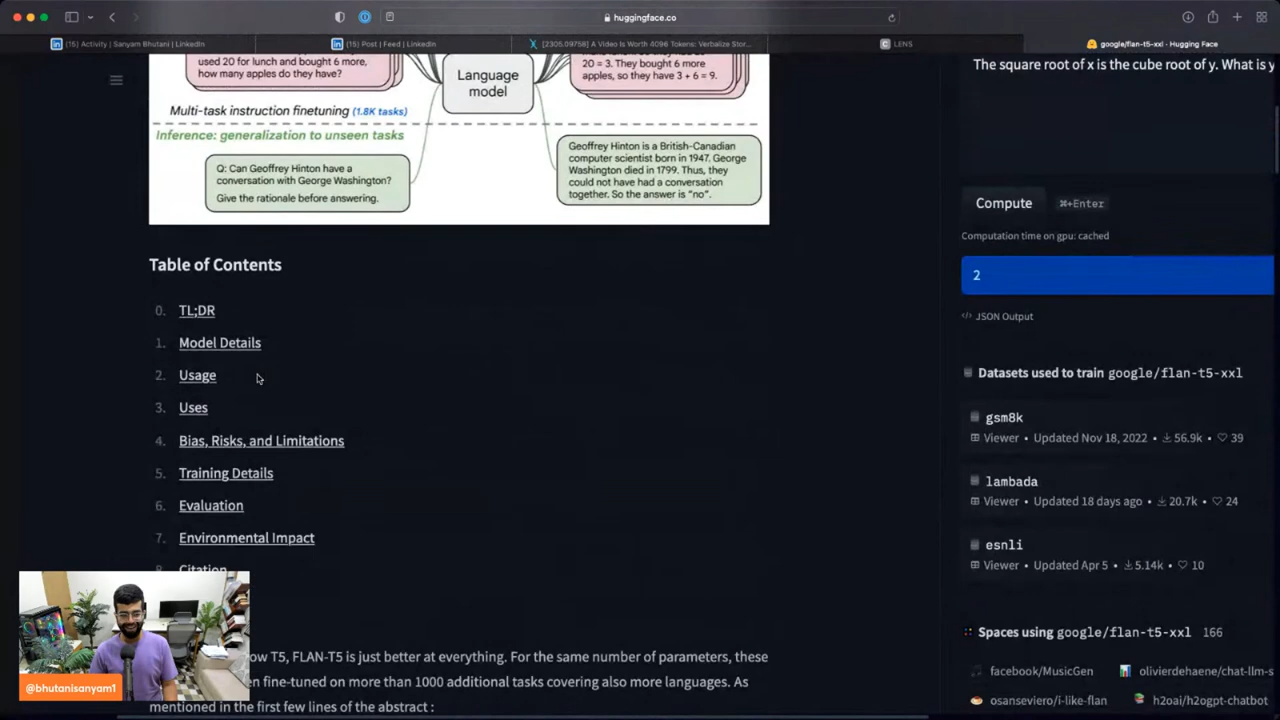 huggingface.co
(15) Activity | Sanyam Bhutani | LinkedIn
(15) Post | Feed | LinkedIn
[2305.09758] A Video Is Worth 4096 Tokens: Verbalize Stor...
LENS
google/flan-t5-xxl · Hugging Face
used 20 for lunch and bought 6 more,
how many apples do they have?
Language
model
20 = 3. They bought 6 more
apples, so they have 3 + 6 = 9.
Multi-task instruction finetuning (1.8K tasks)
Inference: generalization to unseen tasks
Q: Can Geoffrey Hinton have a
conversation with George Washington?
Give the rationale before answering.
Geoffrey Hinton is a British-Canadian
computer scientist born in 1947. George
Washington died in 1799. Thus, they
could not have had a conversation
together. So the answer is "no".
Table of Contents
0. TL;DR
1. Model Details
2. Usage
3. Uses
4. Bias, Risks, and Limitations
5. Training Details
6. Evaluation
7. Environmental Impact
8. Citation
ow T5, FLAN-T5 is just better at everything. For the same number of parameters, these
n fine-tuned on more than 1000 additional tasks covering also more languages. As
mentioned in the first few lines of the abstract :
@bhutanisanyam1
The square root of x is the cube root of y. What is y
Compute
⌘+Enter
Computation time on gpu: cached
2
</> JSON Output
Datasets used to train google/flan-t5-xxl
gsm8k
Viewer • Updated Nov 18, 2022 • 56.9k • 39
lambada
Viewer • Updated 18 days ago • 20.7k • 24
esnli
Viewer • Updated Apr 5 • 5.14k • 10
Spaces using google/flan-t5-xxl 166
facebook/MusicGen
olivierdehaene/chat-llm-s
osanseviero/i-like-flan
h2oai/h2ogpt-chatbot